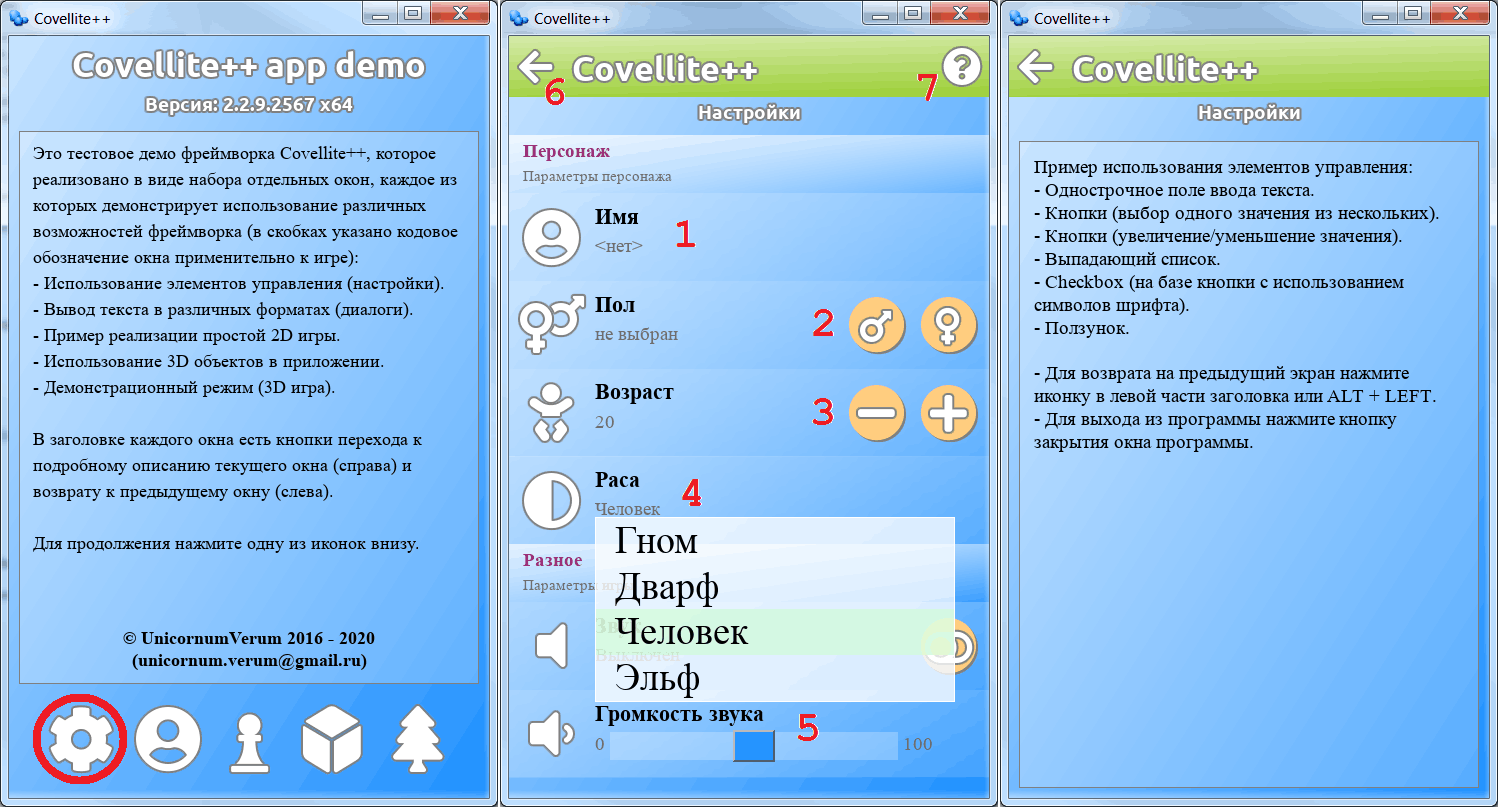 Covellite++
Covellite++ app demo
Версия: 2.2.9.2567 x64
Это тестовое демо фреймворка Covellite++, которое
реализовано в виде набора отдельных окон, каждое из
которых демонстрирует использование различных
возможностей фреймворка (в скобках указано кодовое
обозначение окна применительно к игре):
- Использование элементов управления (настройки).
- Вывод текста в различных форматах (диалоги).
- Пример реализации простой 2D игры.
- Использование 3D объектов в приложении.
- Демонстрационный режим (3D игра).
В заголовке каждого окна есть кнопки перехода к
подробному описанию текущего окна (справа) и
возврату к предыдущему окну (слева).
Для продолжения нажмите одну из иконок внизу.
© UnicornumVerum 2016 - 2020
(unicornum.verum@gmail.ru)
Covellite++
Covellite++
6
7
?
Настройки
Персонаж
Параметры персонажа
Имя
<нет>
1
Пол
не выбран
2
Возраст
20
3
Раса
Человек
4
Гном
Дварф
Человек
Эльф
Разное
Параметры игры
Звук
Выключен
Громкость звука
5
0
100
Covellite++
Covellite++
Настройки
Пример использования элементов управления:
- Однострочное поле ввода текста.
- Кнопки (выбор одного значения из нескольких).
- Кнопки (увеличение/уменьшение значения).
- Выпадающий список.
- Checkbox (на базе кнопки с использованием
символов шрифта).
- Ползунок.
- Для возврата на предыдущий экран нажмите
иконку в левой части заголовка или ALT + LEFT.
- Для выхода из программы нажмите кнопку
закрытия окна программы.